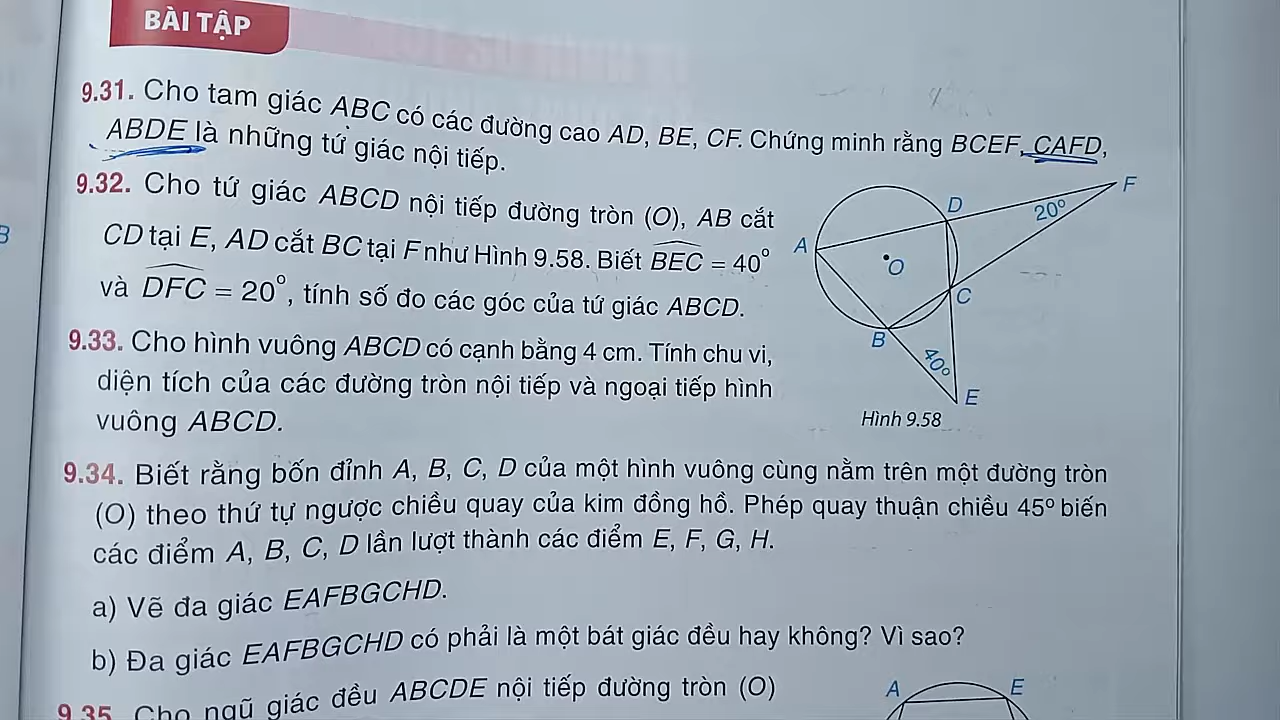 BÀI TẬP
9.31. Cho tam giác ABC có các đường cao AD, BE, CF. Chứng minh rằng BCEF, CAFD,
ABDE là những tứ giác nội tiếp.
9.32. Cho tứ giác ABCD nội tiếp đường tròn (O), AB cắt
CD tại E, AD cắt BC tại F như Hình 9.58. Biết BEC = 40°
và DFC = 20°, tính số đo các góc của tứ giác ABCD.
A
B
C
D
E
F
O
20°
40°
Hình 9.58
9.33. Cho hình vuông ABCD có cạnh bằng 4 cm. Tính chu vi,
diện tích của các đường tròn nội tiếp và ngoại tiếp hình
vuông ABCD.
9.34. Biết rằng bốn đỉnh A, B, C, D của một hình vuông cùng nằm trên một đường tròn
(O) theo thứ tự ngược chiều quay của kim đồng hồ. Phép quay thuận chiều 45° biến
các điểm A, B, C, D lần lượt thành các điểm E, F, G, H.
a) Vẽ đa giác EAFBGCHD.
b) Đa giác EAFBGCHD có phải là một bát giác đều hay không? Vì sao?
9.35. Cho ngũ giác đều ABCDE nội tiếp đường tròn (O)
A
E
B